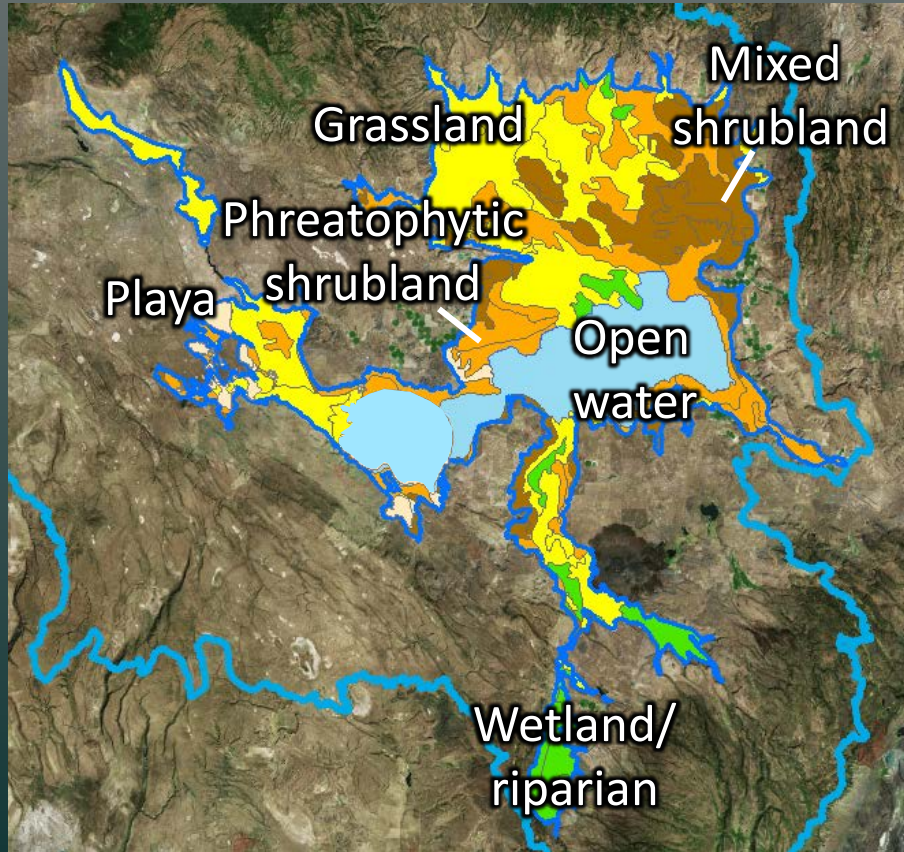 Mixed
shrubland
Grassland
Phreatophytic
shrubland
Playa
Open
water
Wetland/
riparian